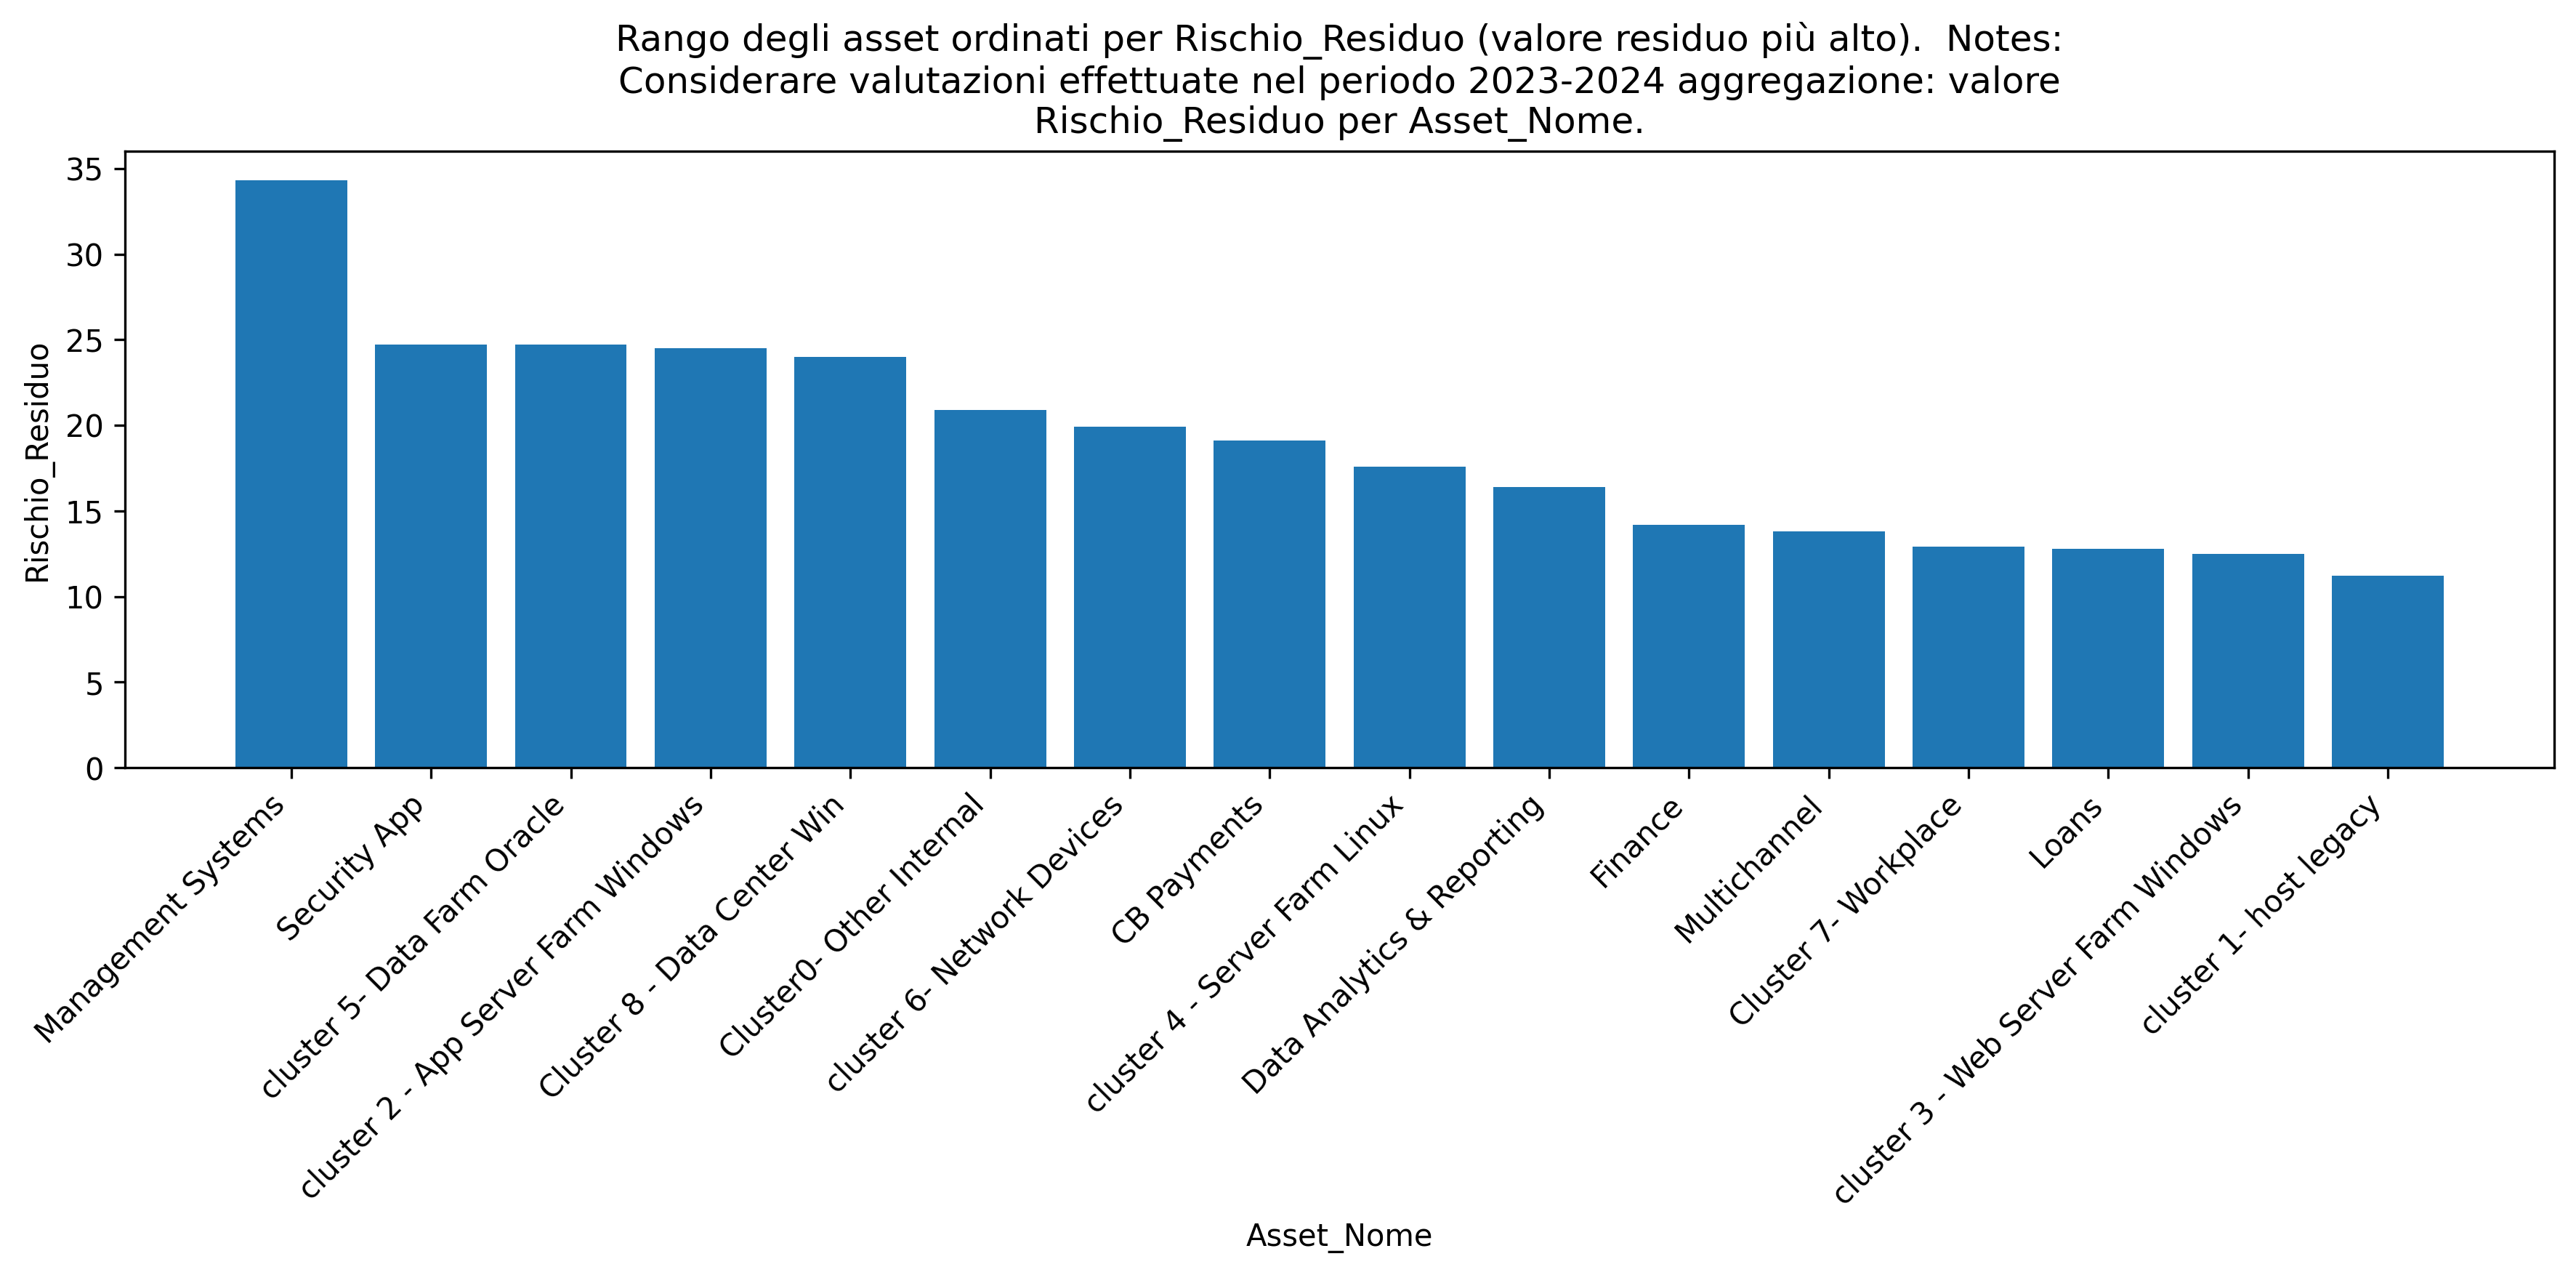 Rango degli asset ordinati per Rischio_Residuo (valore residuo più alto).  Notes:
Considerare valutazioni effettuate nel periodo 2023-2024 aggregazione: valore
Rischio_Residuo per Asset_Nome.
Rischio_Residuo
35
30
25
20
15
10
5
0
Management Systems
Security App
cluster 5- Data Farm Oracle
cluster 2 - App Server Farm Windows
Cluster 8 - Data Center Win
Cluster0- Other Internal
cluster 6- Network Devices
CB Payments
cluster 4 - Server Farm Linux
Data Analytics & Reporting
Finance
Multichannel
Cluster 7- Workplace
Loans
cluster 3 - Web Server Farm Windows
cluster 1- host legacy
Asset_Nome